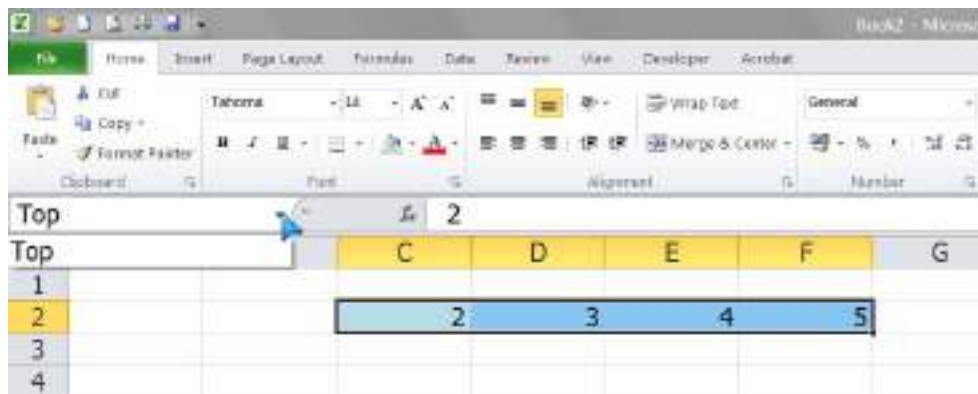 Book2 - Micros
File Home Insert Page Layout Formulas Data Review View Developer Acrobat
Cut
Copy
Paste
Format Painter
Tahoma 14 A A
Wrap Text
General
B I U
Merge & Center
%
Clipboard Font Alignment Number
Top fx 2
Top C D E F G
1
2 2 3 4 5
3
4